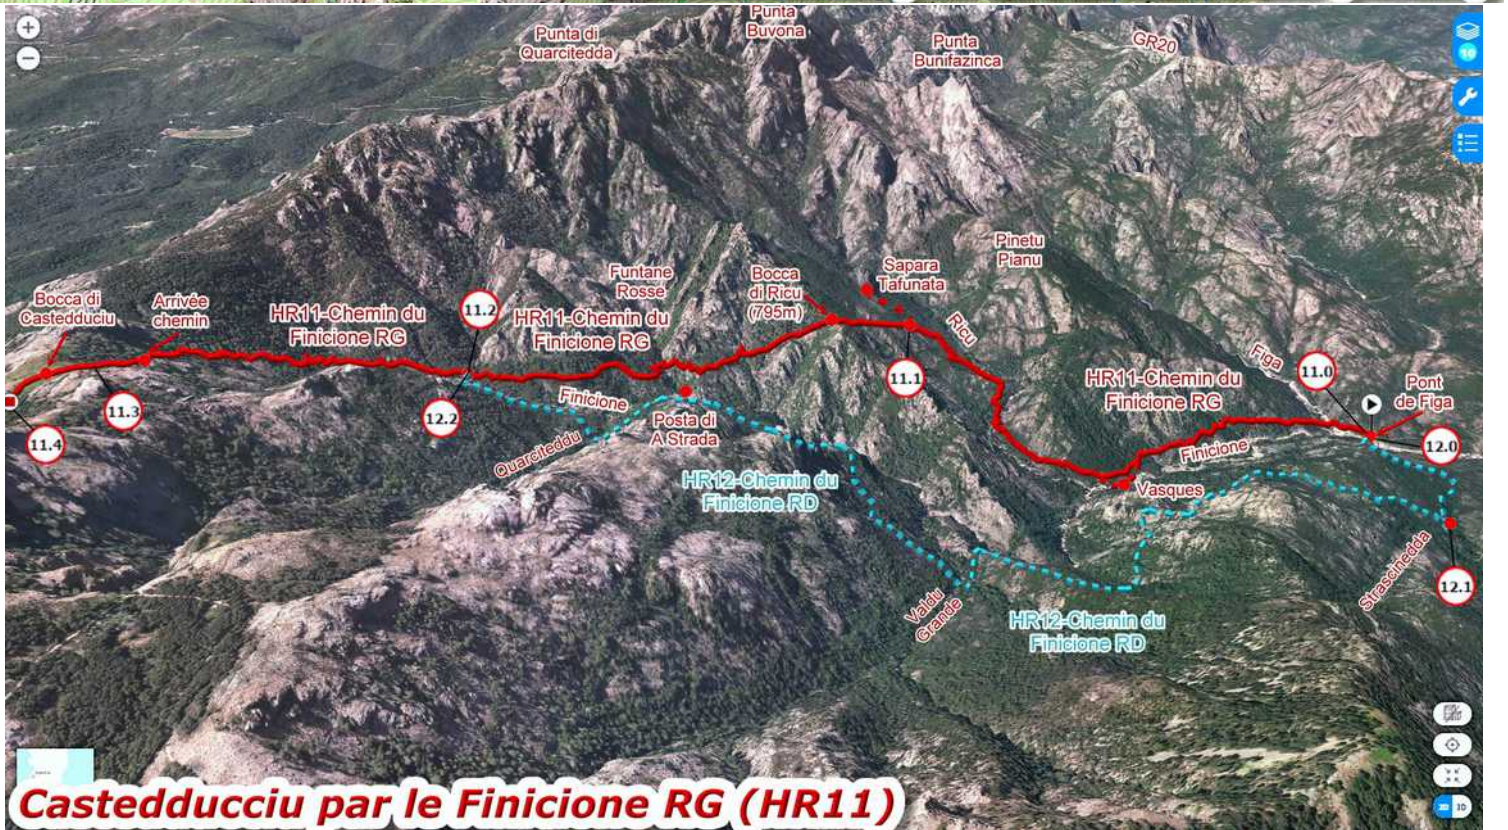 Punta
Buvona
Punta di
Quarcitedda
Punta
Bunifazinca
GR20
16
Pinetu
Pianu
Sapara
Tafunata
Funtane
Rosse
Bocca
di Ricu
(795m)
Bocca di
Castedduciu
Arrivée
chemin
HR11-Chemin du
Finicione RG
11.2
HR11-Chemin du
Finicione RG
Ricu
Figa
11.0
11.1
HR11-Chemin du
Finicione RG
Pont
de Figa
11.3
12.2
Finicione
Posta di
A Strada
11.4
Quarciteddu
Finicione
12.0
HR12-Chemin du
Finicione RD
Vasques
Strascinedda
12.1
Valdu
Grande
HR12-Chemin du
Finicione RD
2D 3D
Castedducciu par le Finicione RG (HR11)